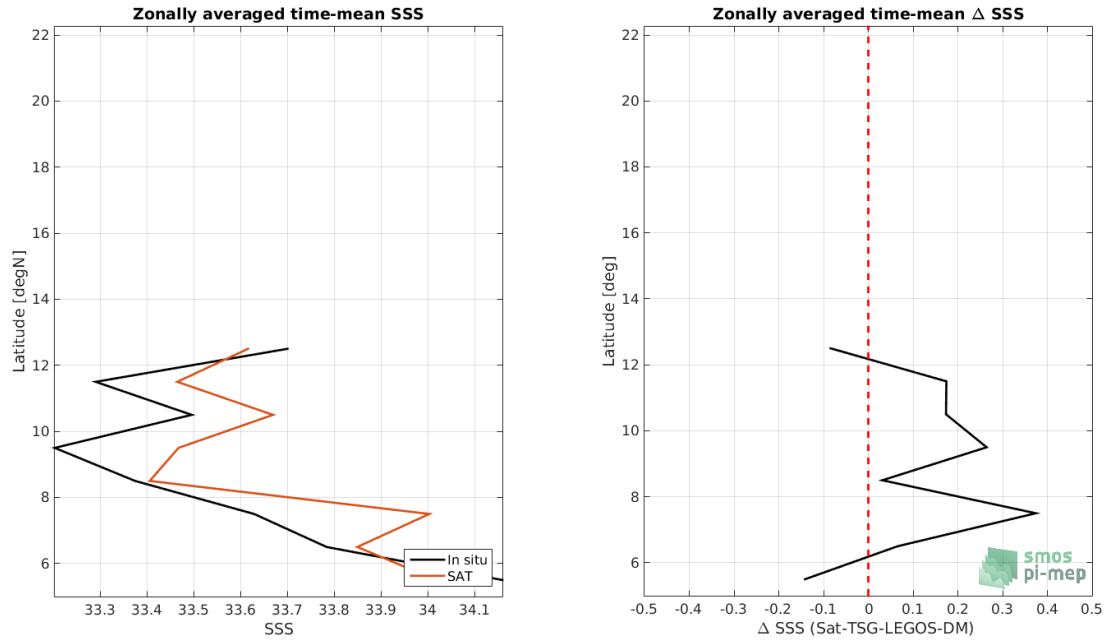 Zonally averaged time-mean SSS
22
20
18
16
14
12
10
8
6
Latitude [degN]
33.3 33.4 33.5 33.6 33.7 33.8 33.9 34 34.1
SSS
In situ
SAT
Zonally averaged time-mean Δ SSS
22
20
18
16
14
12
10
8
6
Latitude [deg]
-0.5 -0.4 -0.3 -0.2 -0.1 0 0.1 0.2 0.3 0.4 0.5
Δ SSS (Sat-TSG-LEGOS-DM)
smos
pi-mep